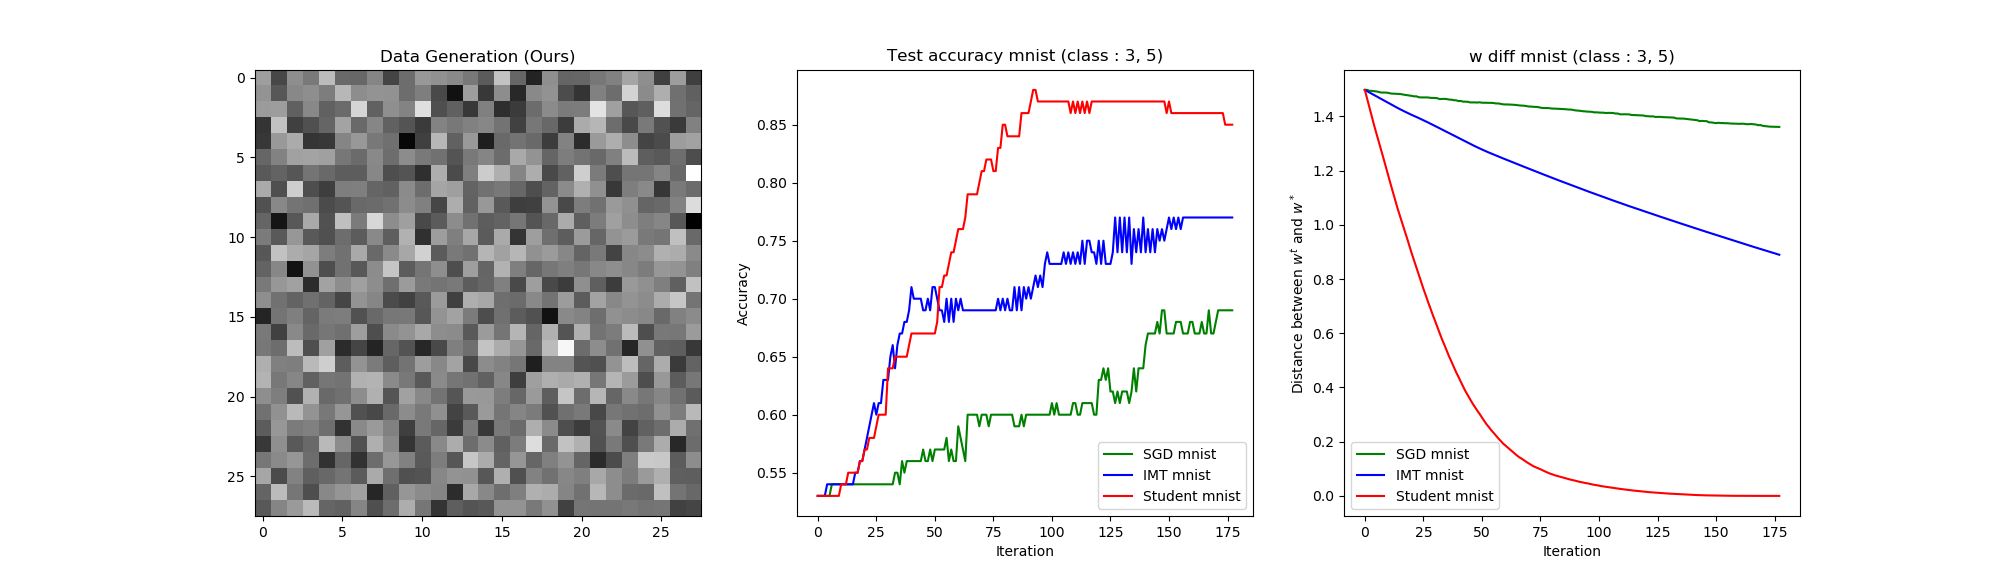 Data Generation (Ours)
0
5
10
15
20
25
0 5 10 15 20 25
Test accuracy mnist (class : 3, 5)
Accuracy
0.85
0.80
0.75
0.70
0.65
0.60
0.55
SGD mnist
IMT mnist
Student mnist
0 25 50 75 100 125 150 175
Iteration
w diff mnist (class : 3, 5)
Distance between w^t and w^*
1.4
1.2
1.0
0.8
0.6
0.4
0.2
0.0
SGD mnist
IMT mnist
Student mnist
0 25 50 75 100 125 150 175
Iteration